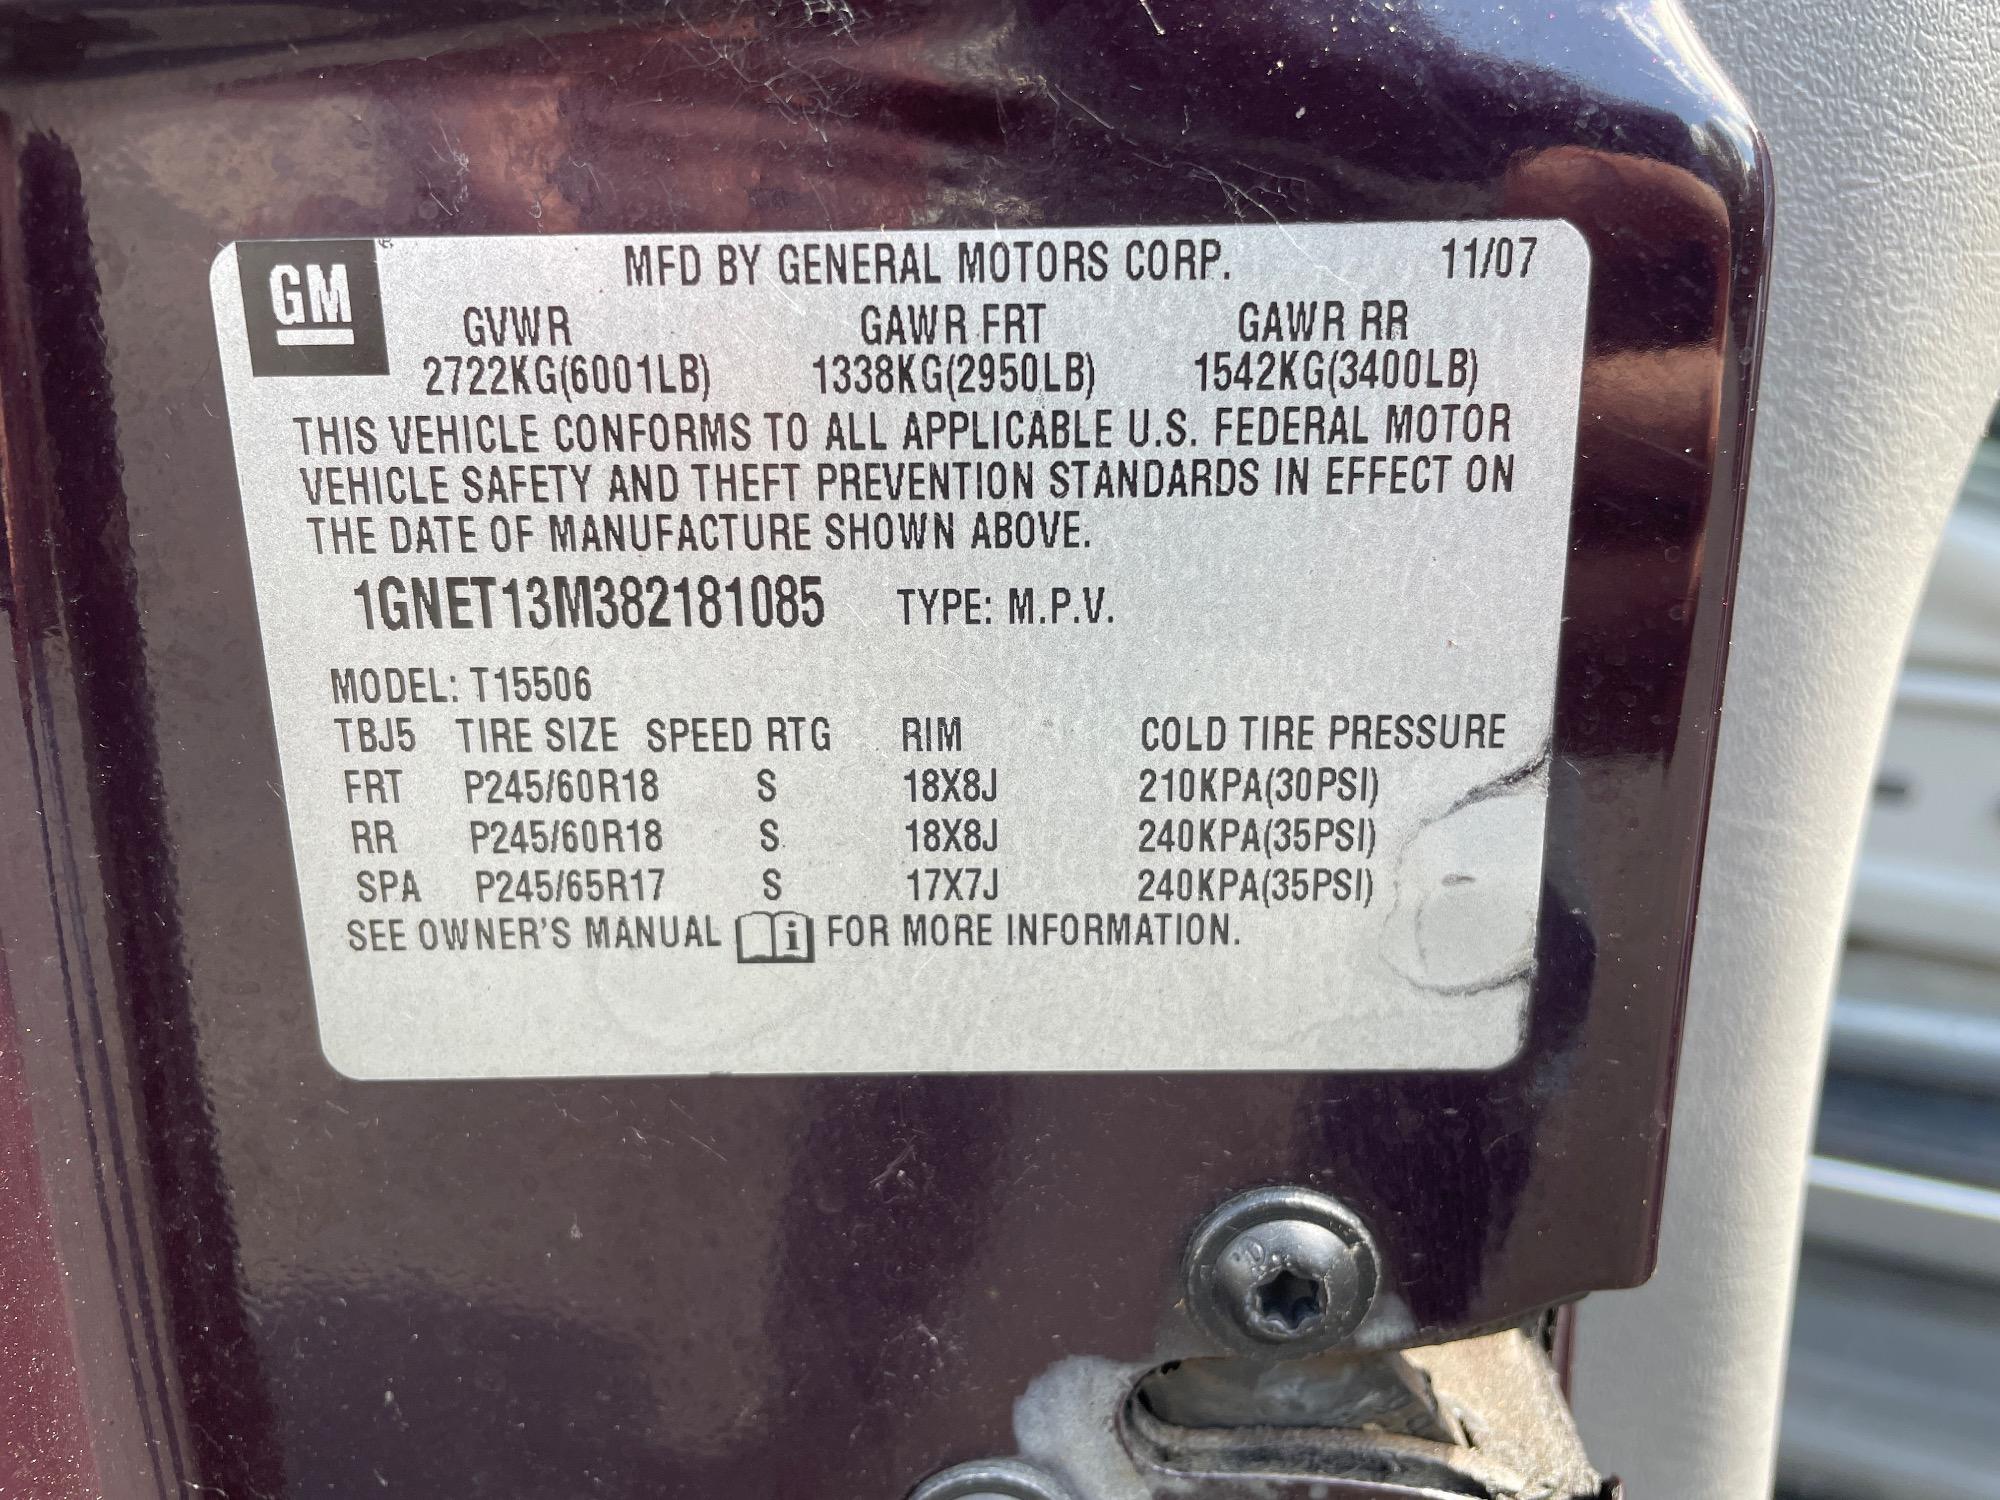 GM
MFD BY GENERAL MOTORS CORP. 11/07
GVWR GAWR FRT GAWR RR
2722KG(6001LB) 1338KG(2950LB) 1542KG(3400LB)
THIS VEHICLE CONFORMS TO ALL APPLICABLE U.S. FEDERAL MOTOR
VEHICLE SAFETY AND THEFT PREVENTION STANDARDS IN EFFECT ON
THE DATE OF MANUFACTURE SHOWN ABOVE.
1GNET13M382181085 TYPE: M.P.V.
MODEL: T15506
TBJ5 TIRE SIZE SPEED RTG RIM COLD TIRE PRESSURE
FRT P245/60R18 S 18X8J 210KPA(30PSI)
RR P245/60R18 S 18X8J 240KPA(35PSI)
SPA P245/65R17 S 17X7J 240KPA(35PSI)
SEE OWNER'S MANUAL i FOR MORE INFORMATION.